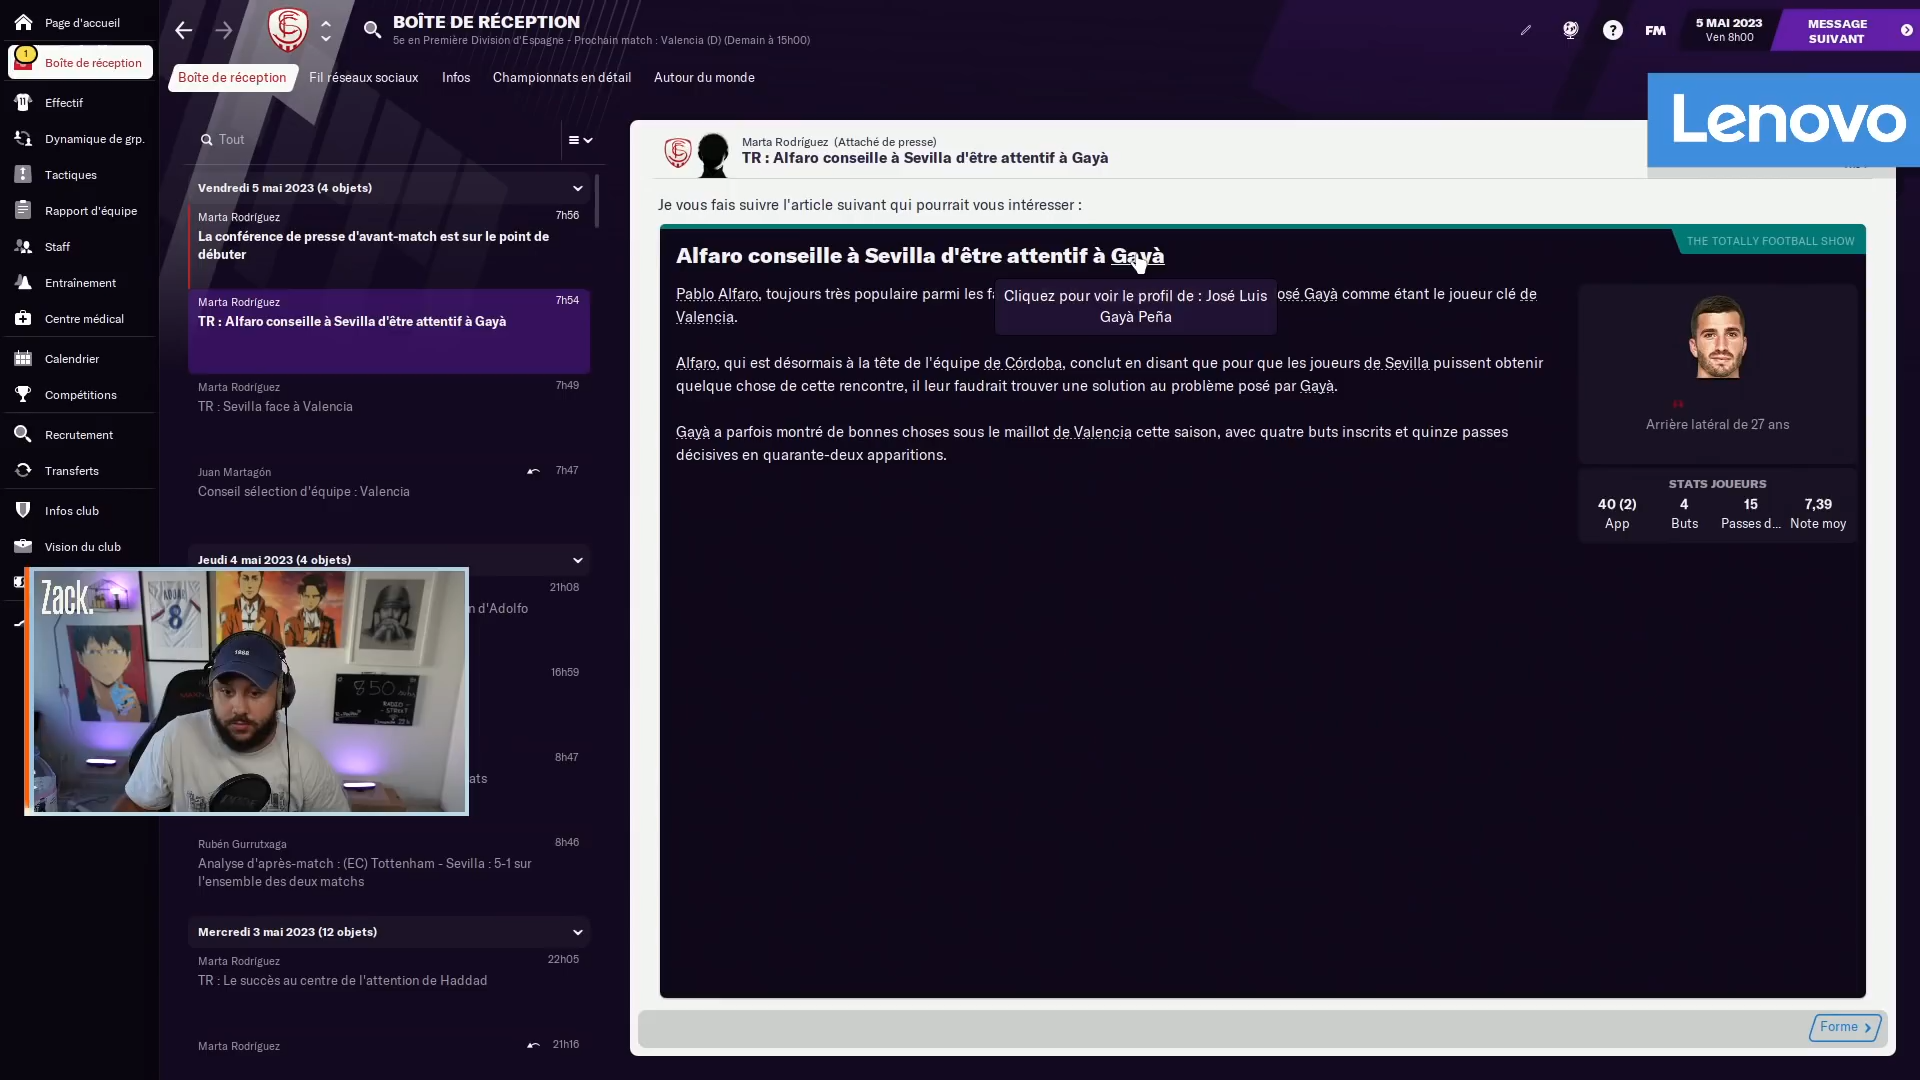 Page d'accueil
1
Boîte de réception
Effectif
Dynamique de grp.
Tactiques
Rapport d'équipe
Staff
Entraînement
Centre médical
Calendrier
Compétitions
Recrutement
Transferts
Infos club
Vision du club
BOÎTE DE RÉCEPTION
5e en Première Division d'Espagne - Prochain match : Valencia (D) (Demain à 15h00)
FM
5 MAI 2023
Ven 8h00
MESSAGE
SUIVANT
Boîte de réception
Fil réseaux sociaux
Infos
Championnats en détail
Autour du monde
Lenovo
Tout
Vendredi 5 mai 2023 (4 objets)
Marta Rodríguez
7h56
La conférence de presse d'avant-match est sur le point de
débuter
Marta Rodríguez
7h54
TR : Alfaro conseille à Sevilla d'être attentif à Gayà
Marta Rodríguez
7h49
TR : Sevilla face à Valencia
Juan Martagón
7h47
Conseil sélection d'équipe : Valencia
Jeudi 4 mai 2023 (4 objets)
21h08
n d'Adolfo
16h59
8h47
ats
Rubén Gurrutxaga
8h46
Analyse d'après-match : (EC) Tottenham - Sevilla : 5-1 sur
l'ensemble des deux matchs
Mercredi 3 mai 2023 (12 objets)
Marta Rodríguez
22h05
TR : Le succès au centre de l'attention de Haddad
Marta Rodríguez
21h16
Marta Rodríguez (Attaché de presse)
TR : Alfaro conseille à Sevilla d'être attentif à Gayà
Je vous fais suivre l'article suivant qui pourrait vous intéresser :
THE TOTALLY FOOTBALL SHOW
Alfaro conseille à Sevilla d'être attentif à Gayà
Pablo Alfaro, toujours très populaire parmi les fa
osé Gayà comme étant le joueur clé de
Valencia.
Cliquez pour voir le profil de : José Luis
Gayà Peña
Alfaro, qui est désormais à la tête de l'équipe de Córdoba, conclut en disant que pour que les joueurs de Sevilla puissent obtenir
quelque chose de cette rencontre, il leur faudrait trouver une solution au problème posé par Gayà.
Gayà a parfois montré de bonnes choses sous le maillot de Valencia cette saison, avec quatre buts inscrits et quinze passes
décisives en quarante-deux apparitions.
Arrière latéral de 27 ans
STATS JOUEURS
40 (2)
4
15
7,39
App
Buts
Passes d...
Note moy
Forme
Zack.
8
1868
850